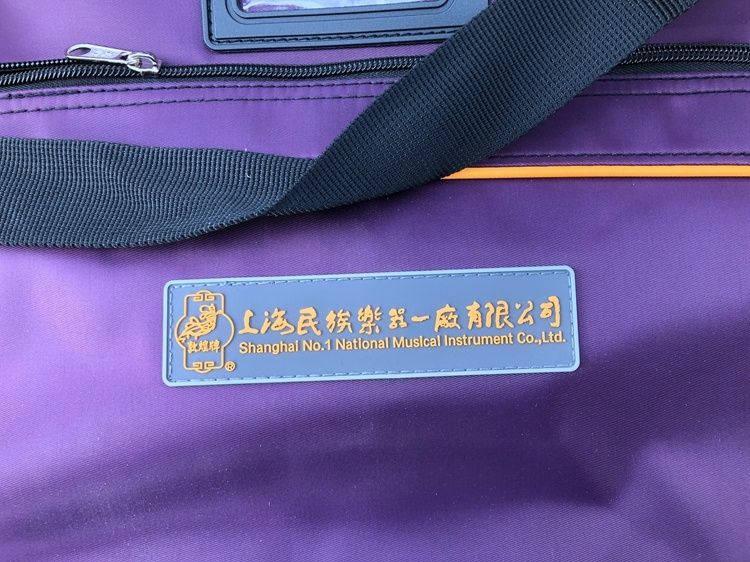 敦煌牌
®
上海民族樂器一廠有限公司
Shanghai No.1 National Musical Instrument Co.,Ltd.